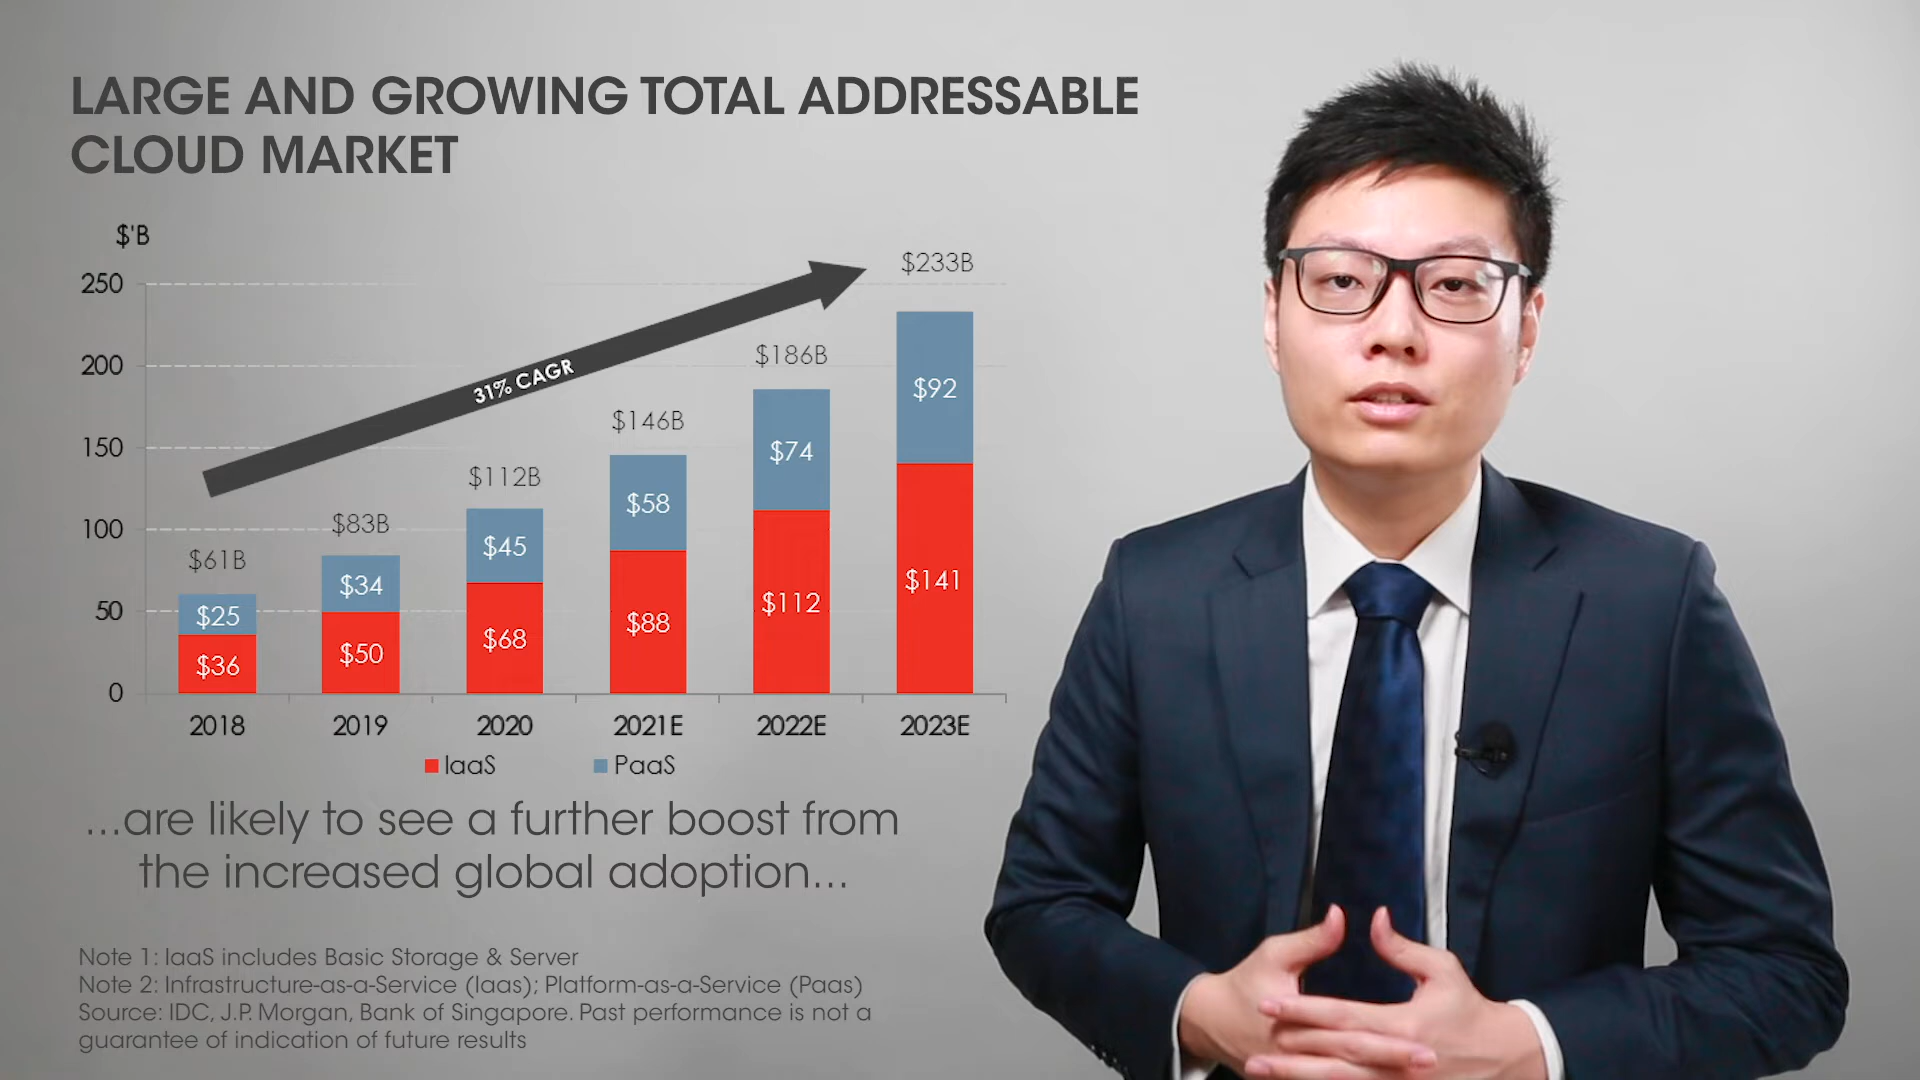 LARGE AND GROWING TOTAL ADDRESSABLE
CLOUD MARKET
$'B
250
200
150
100
50
0
31% CAGR
$61B
$25
$36
$83B
$34
$50
$112B
$45
$68
$146B
$58
$88
$186B
$74
$112
$233B
$92
$141
2018
2019
2020
2021E
2022E
2023E
IaaS
PaaS
...are likely to see a further boost from
the increased global adoption...
Note 1: IaaS includes Basic Storage & Server
Note 2: Infrastructure-as-a-Service (Iaas); Platform-as-a-Service (Paas)
Source: IDC, J.P. Morgan, Bank of Singapore. Past performance is not a
guarantee of indication of future results